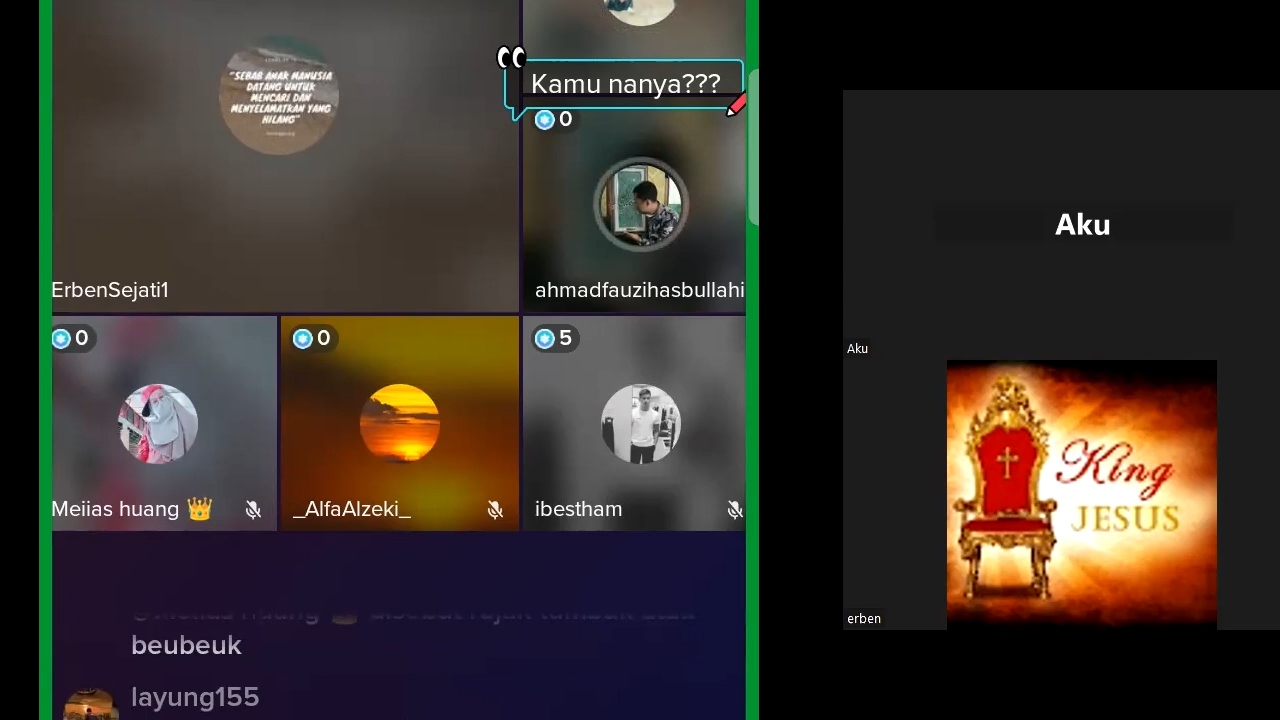 "SEBAB ANAK MANUSIA
DATANG UNTUK
MENCARI DAN
MENYELAMATKAN YANG
HILANG"
Kamu nanya???
0
ErbenSejati1
ahmadfauzihasbullahi
0
0
5
Meiias huang 👑
_AlfaAlzeki_
ibestham
beubeuk
layung155
Aku
Aku
King
JESUS
erben